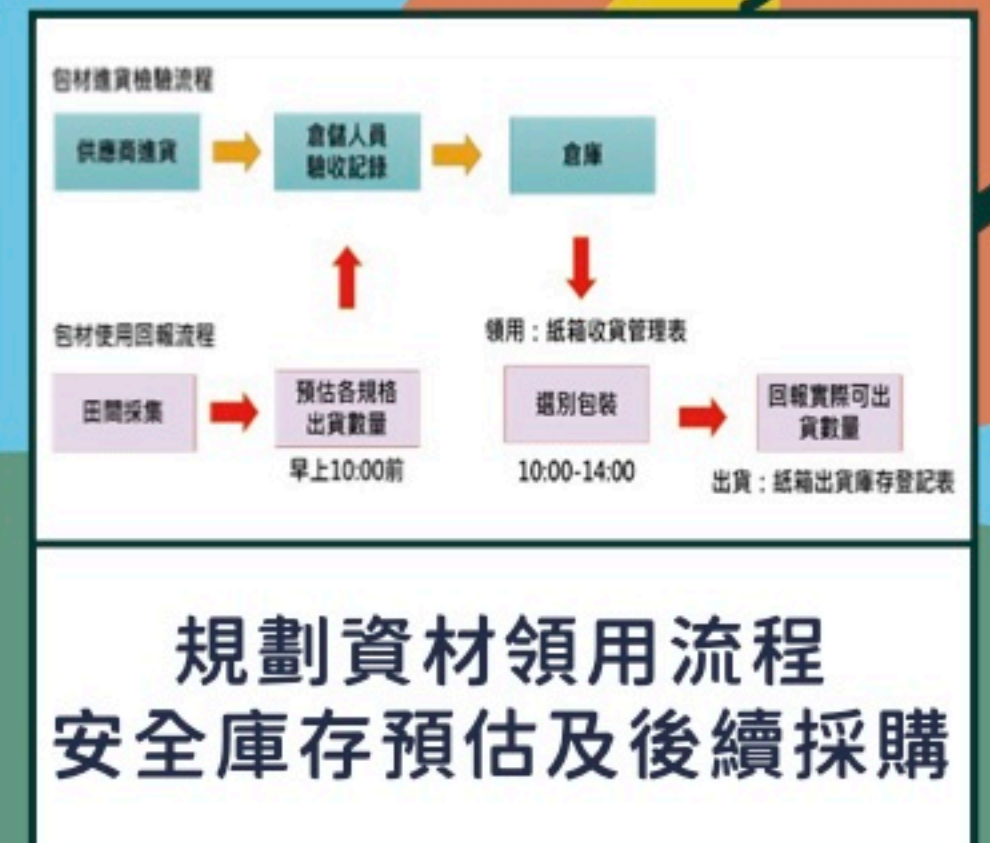 包材進貨檢驗流程
供應商進貨
倉儲人員
驗收記錄
倉庫
包材使用回報流程
領用：紙箱收貨管理表
田間採集
預估各規格
出貨數量
早上10:00前
選別包裝
10:00-14:00
回報實際可出
貨數量
出貨：紙箱出貨庫存登記表
規劃資材領用流程
安全庫存預估及後續採購